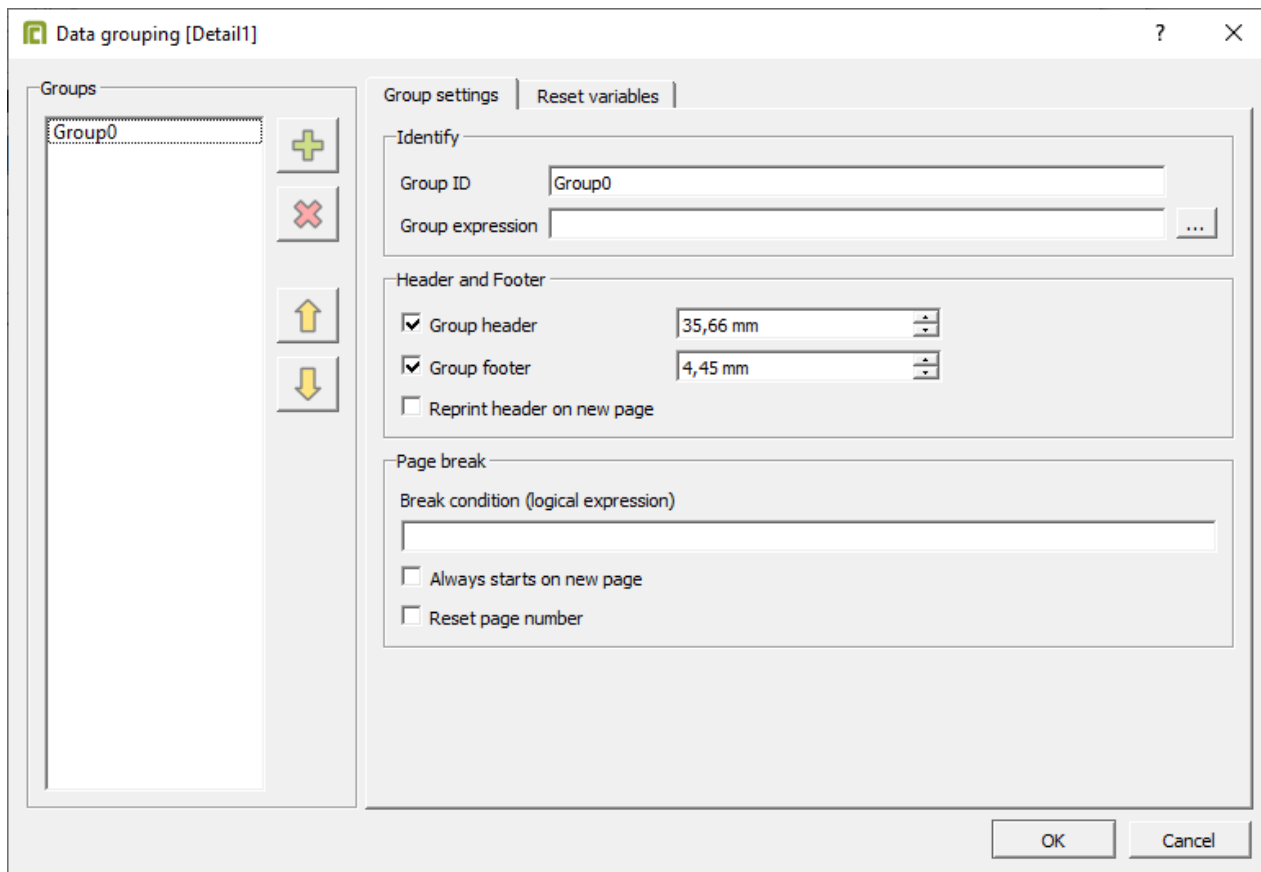 Data grouping [Detail1]
?
Groups
Group0
Group settings
Reset variables
Identify
Group ID
Group0
Group expression
...
Header and Footer
Group header
35,66 mm
Group footer
4,45 mm
Reprint header on new page
Page break
Break condition (logical expression)
Always starts on new page
Reset page number
OK
Cancel